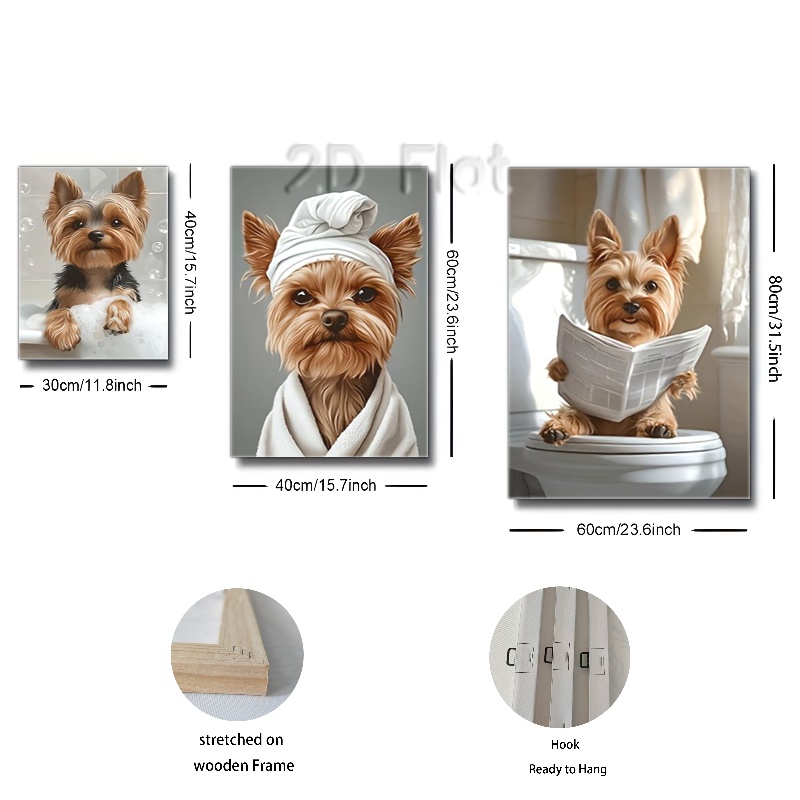 2D Flat
40cm/15.7inch
30cm/11.8inch
60cm/23.6inch
40cm/15.7inch
80cm/31.5inch
60cm/23.6inch
stretched on
wooden Frame
Hook
Ready to Hang